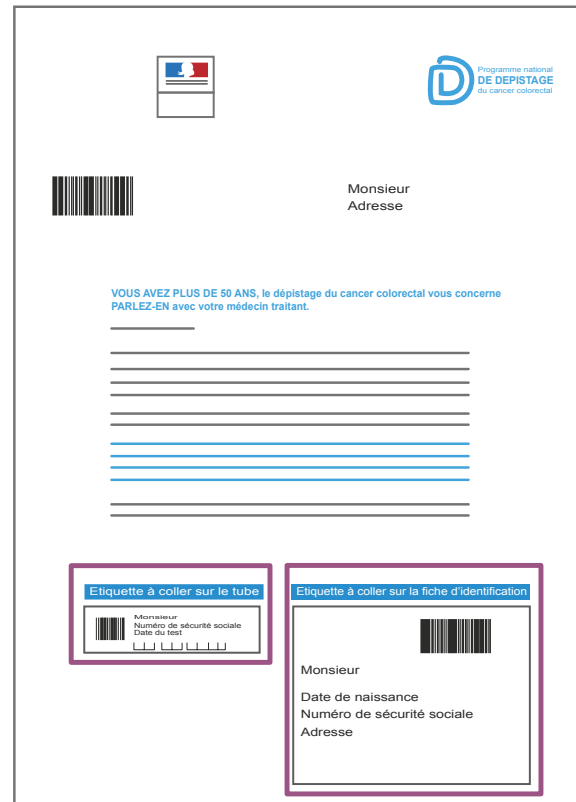 Programme national
DE DEPISTAGE
du cancer colorectal
Monsieur
Adresse
VOUS AVEZ PLUS DE 50 ANS, le dépistage du cancer colorectal vous concerne
PARLEZ-EN avec votre médecin traitant.
Etiquette à coller sur le tube
Monsieur
Numéro de sécurité sociale
Date du test
Etiquette à coller sur la fiche d'identification
Monsieur
Date de naissance
Numéro de sécurité sociale
Adresse